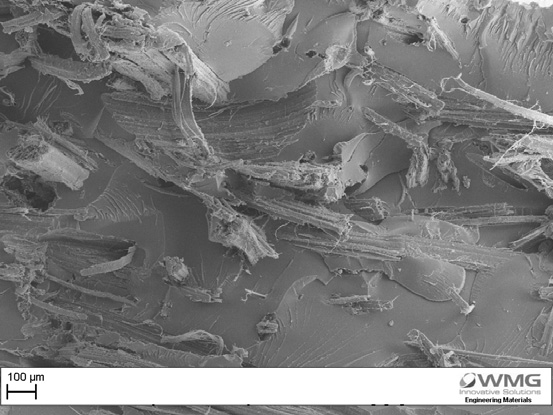 100 µm
WMG
Innovative Solutions
Engineering Materials